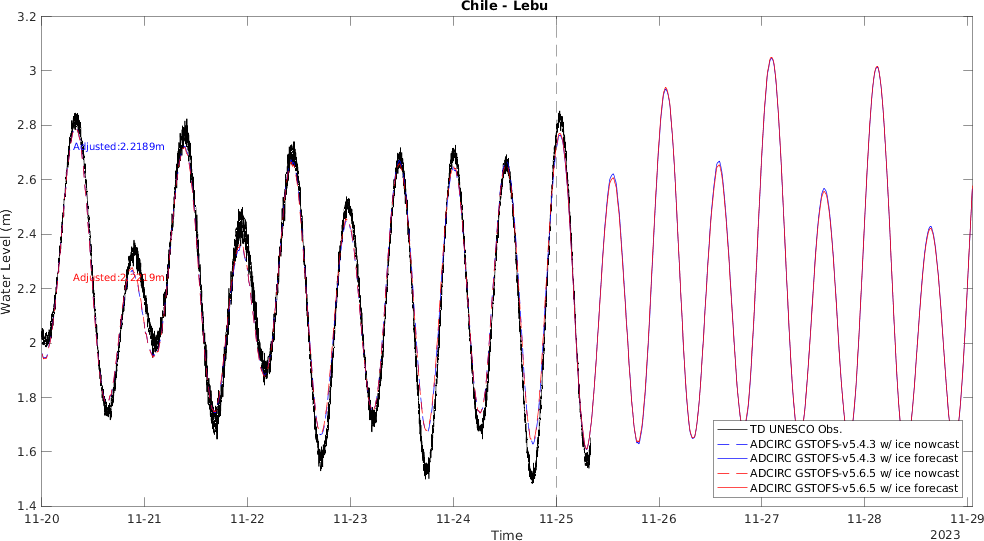 Chile - Lebu
3.2
3
2.8
2.6
2.4
2.2
2
1.8
1.6
1.4
Water Level (m)
Adjusted:2.2189m
Adjusted:2.2219m
TD UNESCO Obs.
ADCIRC GSTOFS-v5.4.3 w/ ice nowcast
ADCIRC GSTOFS-v5.4.3 w/ ice forecast
ADCIRC GSTOFS-v5.6.5 w/ ice nowcast
ADCIRC GSTOFS-v5.6.5 w/ ice forecast
11-20 11-21 11-22 11-23 11-24 11-25 11-26 11-27 11-28 11-29
Time
2023